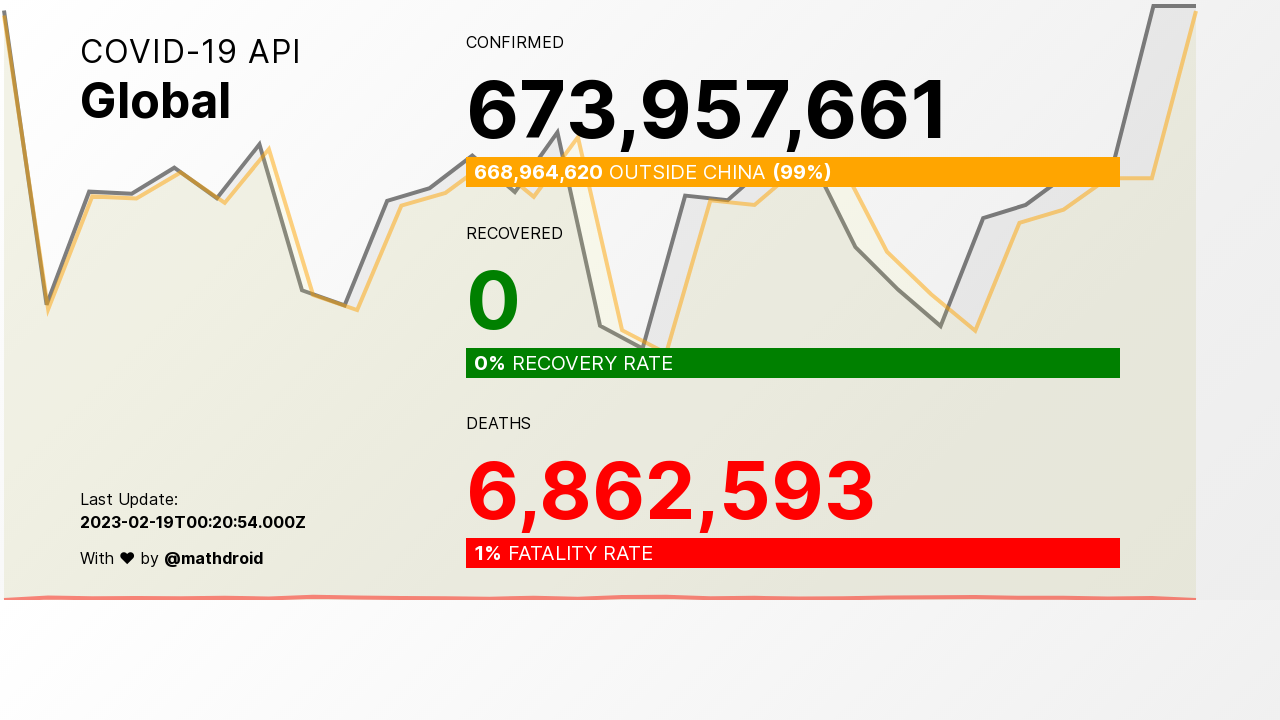 COVID-19 API
Global
CONFIRMED
673,957,661
668,964,620 OUTSIDE CHINA (99%)
RECOVERED
0
0% RECOVERY RATE
DEATHS
6,862,593
1% FATALITY RATE
Last Update:
2023-02-19T00:20:54.000Z
With ♥ by @mathdroid